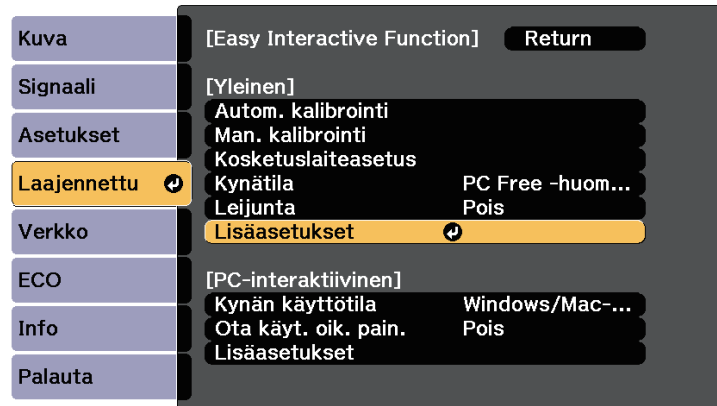 Kuva
Signaali
Asetukset
Laajennettu
Verkko
ECO
Info
Palauta
[Easy Interactive Function] Return
[Yleinen]
Autom. kalibrointi
Man. kalibrointi
Kosketuslaiteasetus
Kynätila PC Free -huom...
Leijunta Pois
Lisäasetukset
[PC-interaktiivinen]
Kynän käyttötila Windows/Mac-...
Ota käyt. oik. pain. Pois
Lisäasetukset